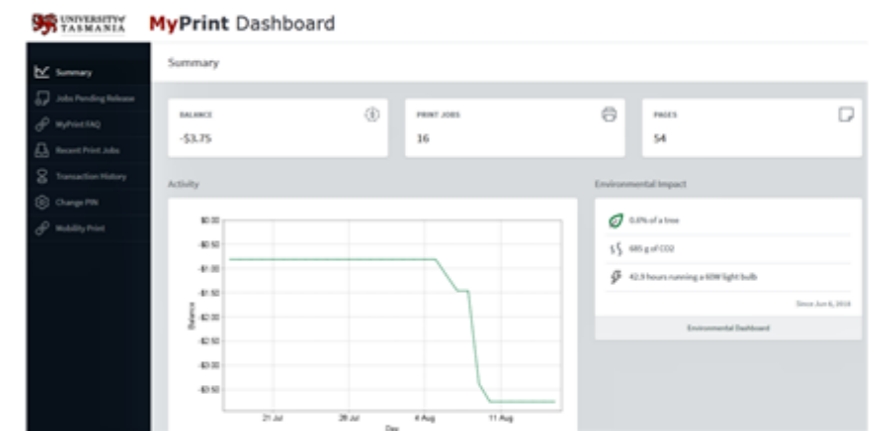 UNIVERSITY of
TASMANIA
MyPrint Dashboard
Summary
Jobs Pending Release
MyPrint FAQ
Recent Print Jobs
Transaction History
Change PIN
Mobility Print
Summary
BALANCE
-$3.75
PRINT JOBS
16
PAGES
54
Activity
$0.00
-$0.50
-$1.00
-$1.50
-$2.00
-$2.50
-$3.00
-$3.50
Balance
21 Jul 28 Jul 4 Aug 11 Aug
Day
Environmental Impact
0.6% of a tree
685 g of CO2
42.9 hours running a 60W light bulb
Since Jun 6, 2018
Environmental Dashboard